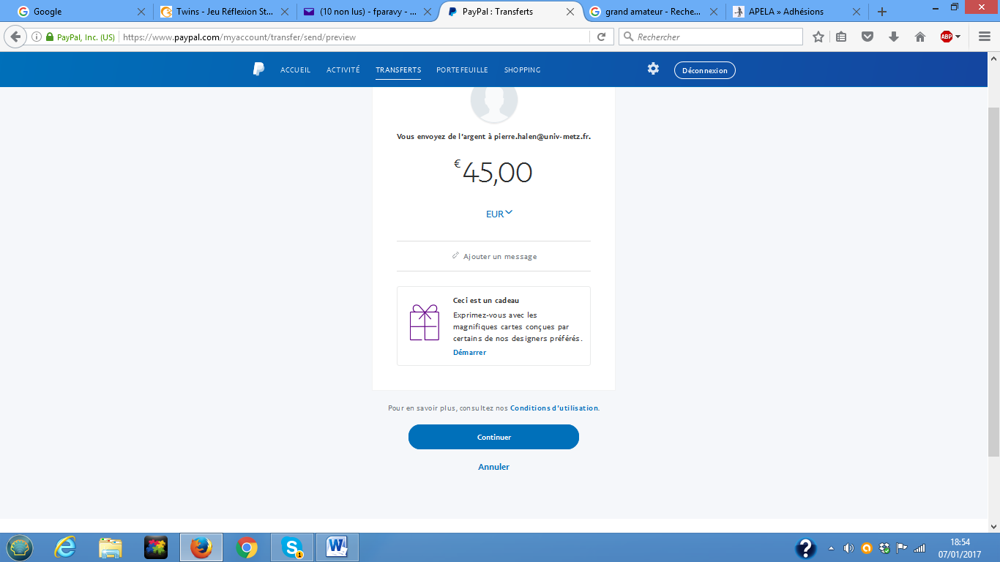 Google
Twins - Jeu Réflexion St...
(10 non lus) - fparavy - ...
PayPal : Transferts
grand amateur - Reche...
APELA » Adhésions
PayPal, Inc. (US)
https://www.paypal.com/myaccount/transfer/send/preview
Rechercher
ABP
ACCUEIL
ACTIVITÉ
TRANSFERTS
PORTEFEUILLE
SHOPPING
Déconnexion
Vous envoyez de l'argent à pierre.halen@univ-metz.fr.
€45,00
EUR
Ajouter un message
Ceci est un cadeau
Exprimez-vous avec les
magnifiques cartes conçues par
certains de nos designers préférés.
Démarrer
Pour en savoir plus, consultez nos Conditions d'utilisation.
Continuer
Annuler
18:54
07/01/2017